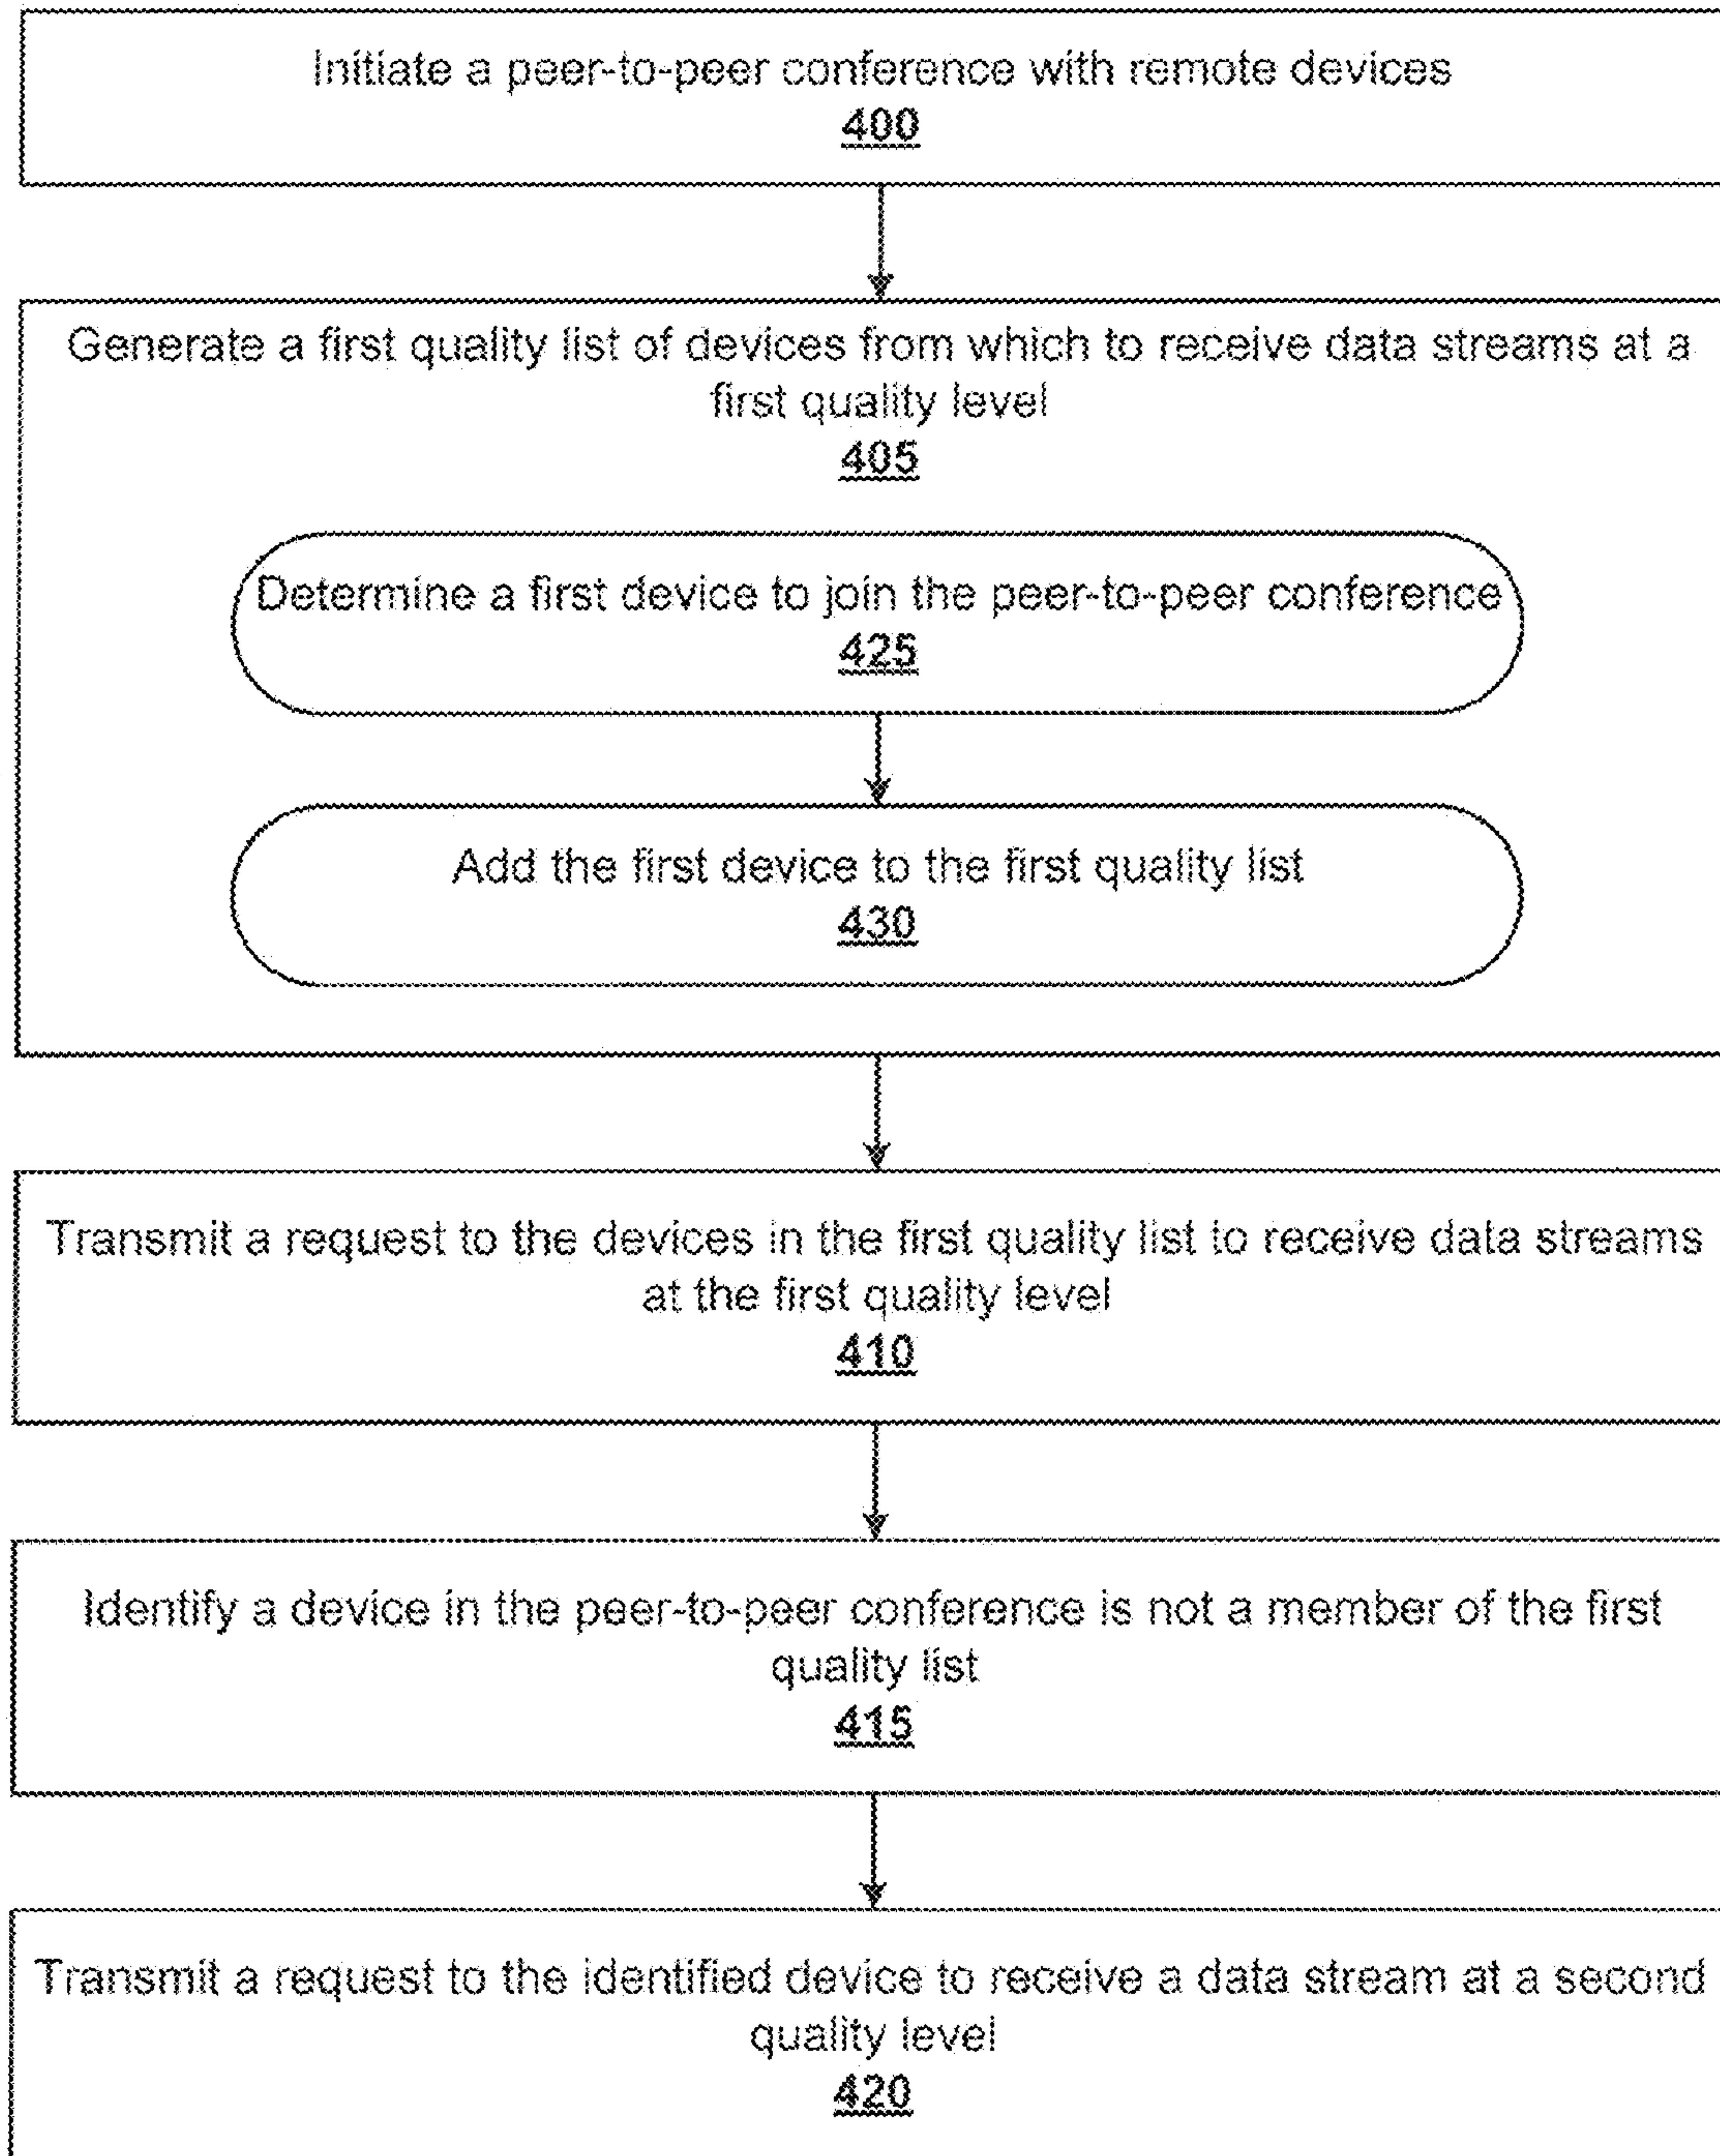 Initiate a peer-to-peer conference with remote devices
400
Generate a first quality list of devices from which to receive data streams at a
first quality level
405
Determine a first device to join the peer-to-peer conference
425
Add the first device to the first quality list
430
Transmit a request to the devices in the first quality list to receive data streams
at the first quality level
410
Identify a device in the peer-to-peer conference is not a member of the first
quality list
415
Transmit a request to the identified device to receive a data stream at a second
quality level
420